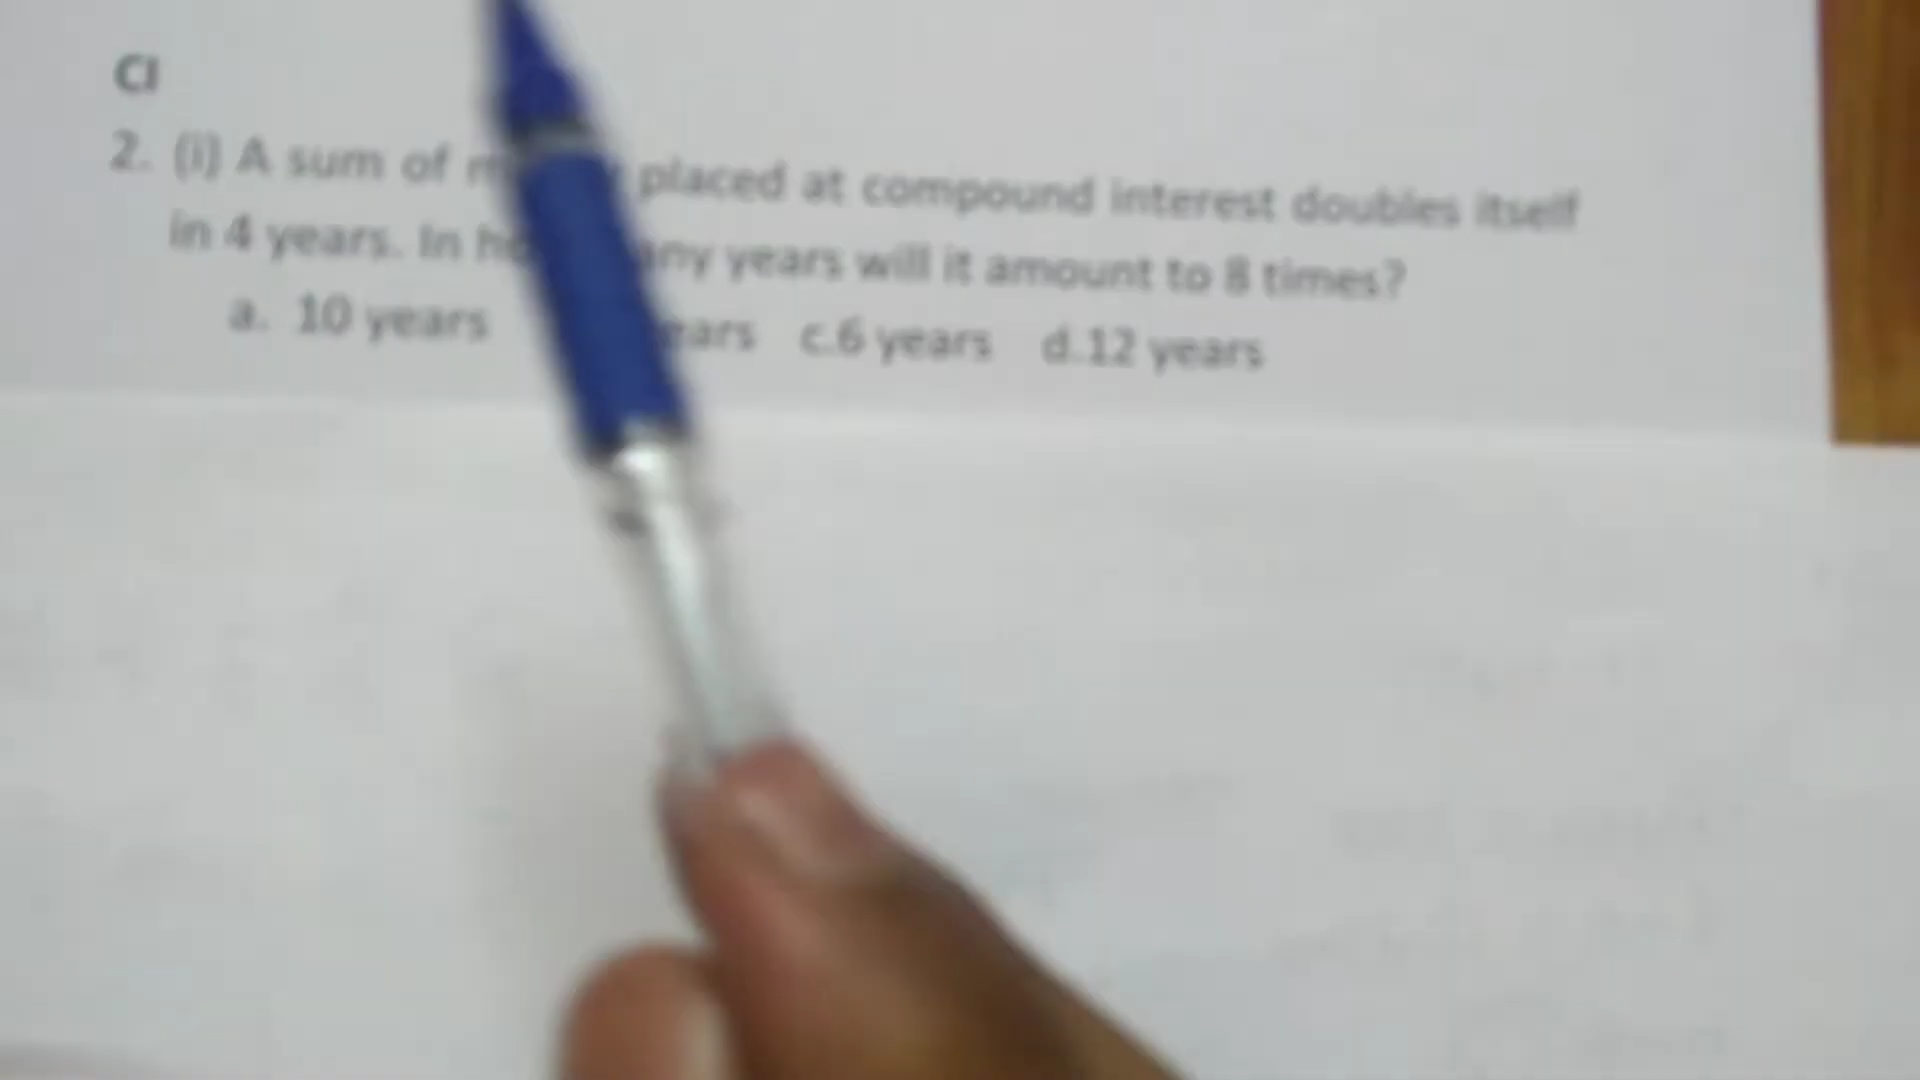 CI
2. (i) A sum of placed at compound interest doubles itself
in 4 years. In years will it amount to 8 times?
a. 10 years c.6 years d.12 years